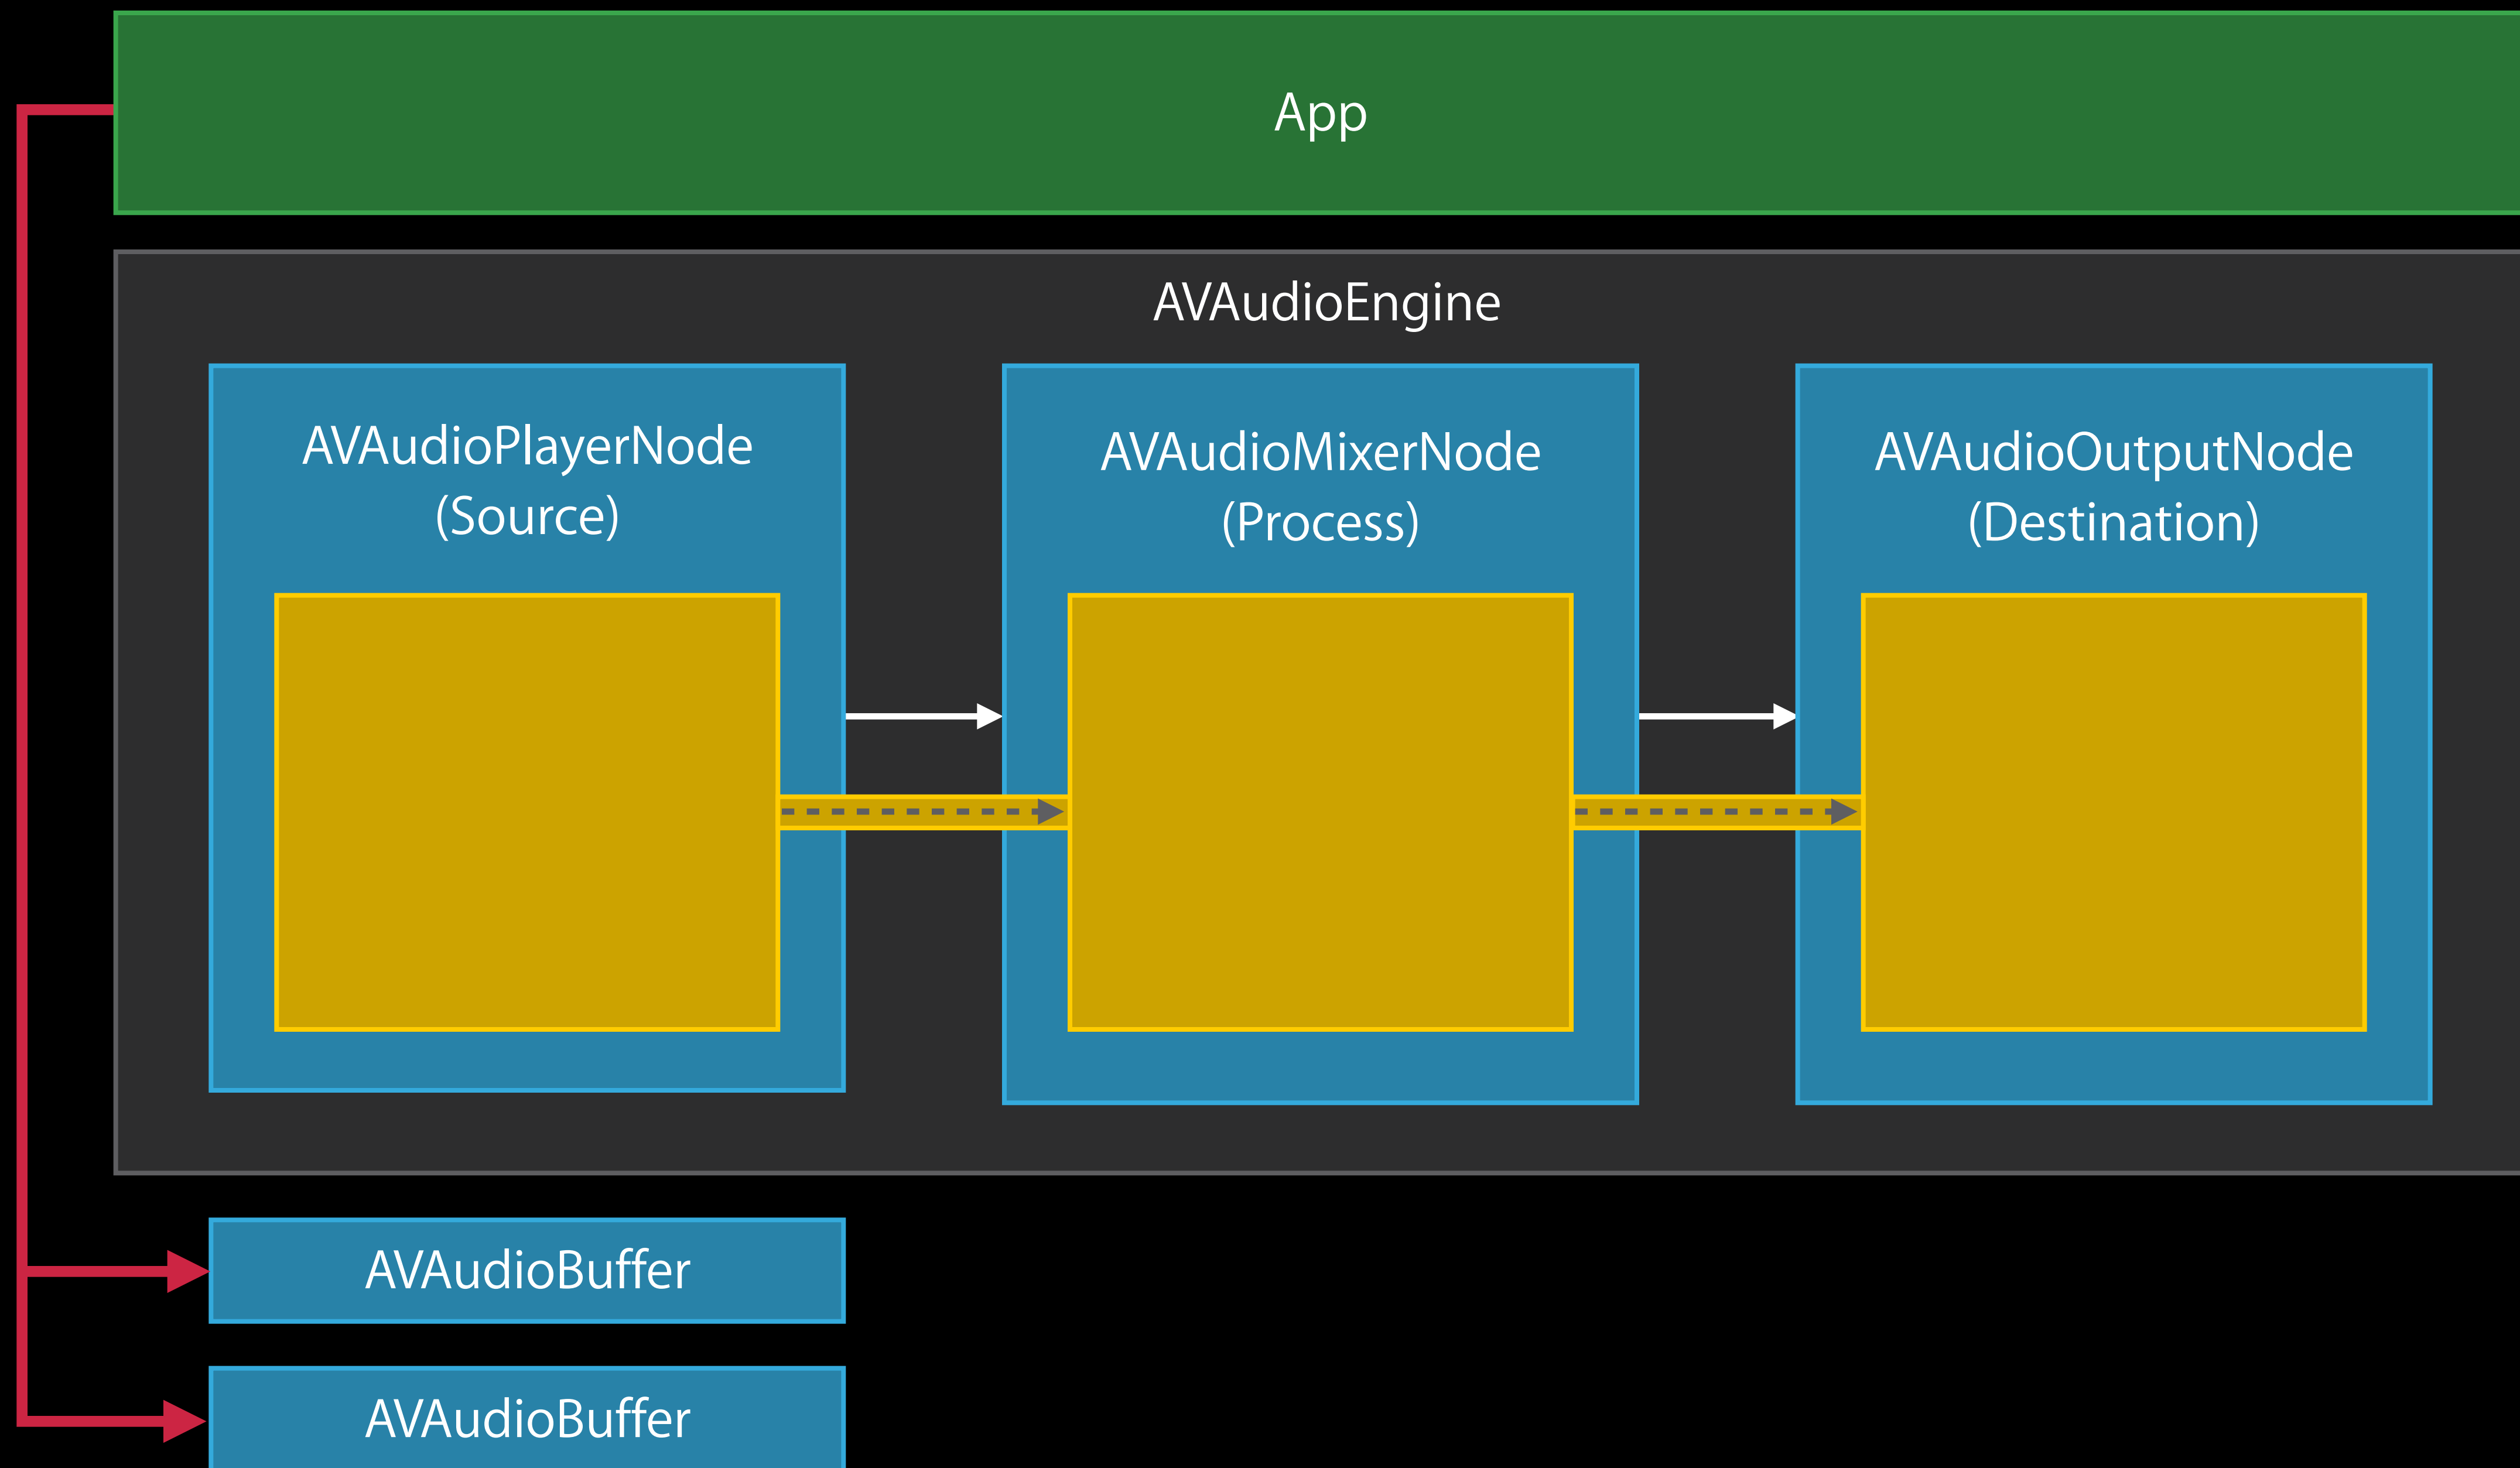 App
AVAudioEngine
AVAudioPlayerNode
(Source)
AVAudioMixerNode
(Process)
AVAudioOutputNode
(Destination)
AVAudioBuffer
AVAudioBuffer